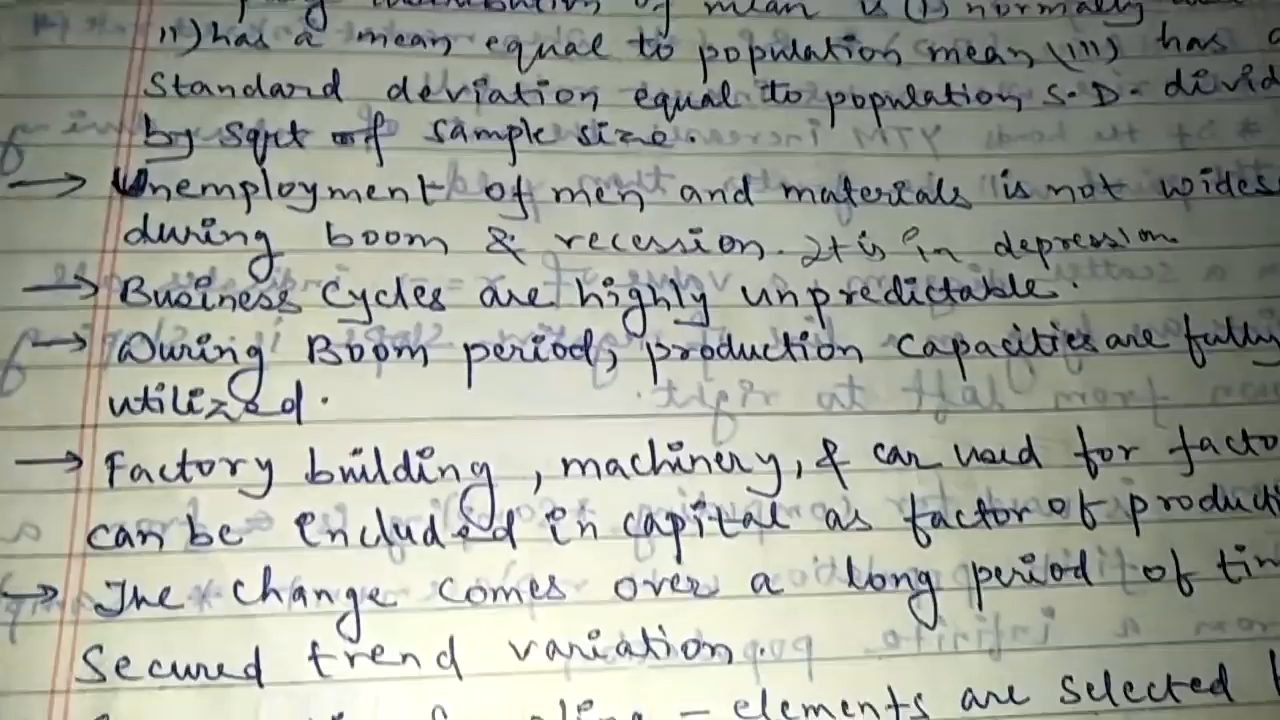 of mean is (i) normally
ii) has a mean equal to population mean (iii) has
Standard deviation equal to population S.D. divid
by sqrt of sample size.
→ Unemployment of men and materials is not wides
during boom & recession. It is in depression
→ Business Cycles are highly unpredictable.
→ During Boom period, production capacities are fully
utilized.
→ Factory building, machinery, & car used for facto
can be included in capital as factor of producti
→ The change comes over a long period of tim
Secured trend variation.
– elements are selected